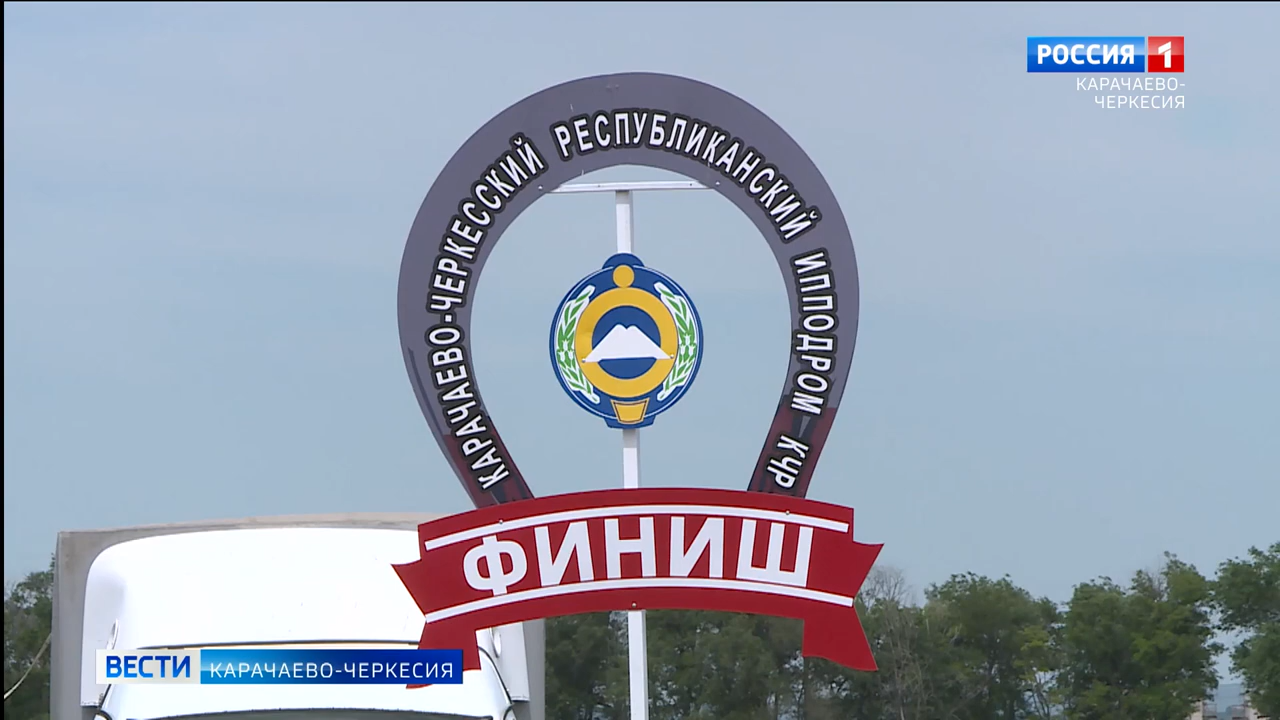 РОССИЯ 1
КАРАЧАЕВО-
ЧЕРКЕСИЯ
КАРАЧАЕВО-ЧЕРКЕССКИЙ РЕСПУБЛИКАНСКИЙ ИППОДРОМ КЧР
ФИНИШ
ВЕСТИ КАРАЧАЕВО-ЧЕРКЕСИЯ